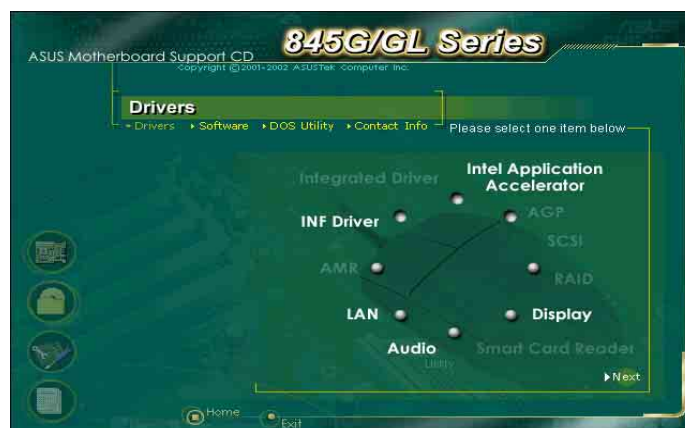 845G/GL Series
ASUS Motherboard Support CD
Copyright (C)2001-2002 ASUSTek Computer Inc.
Drivers
Drivers Software DOS Utility Contact Info
Please select one item below
Integrated Driver
Intel Application Accelerator
INF Driver
AGP
SCSI
AMR
RAID
LAN
Display
Audio
Smart Card Reader
Utility
Next
Home
Exit